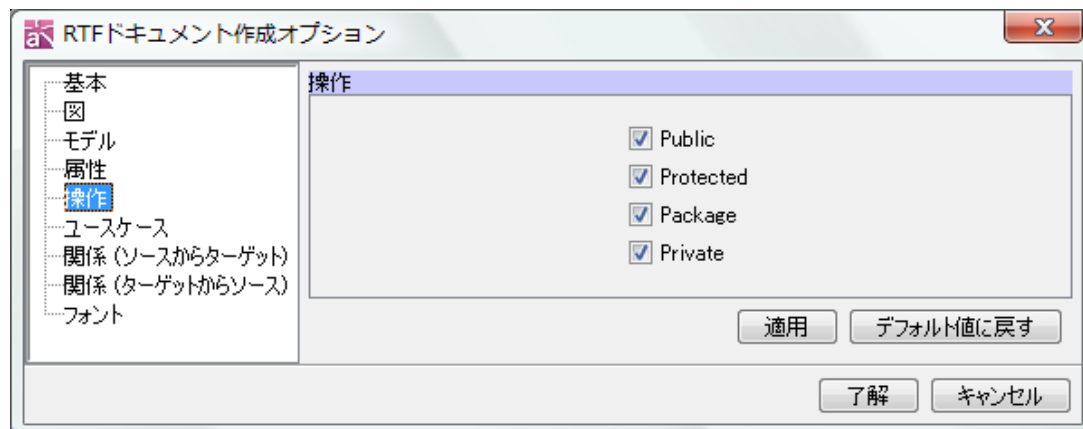 RTFドキュメント作成オプション
基本
図
モデル
属性
操作
ユースケース
関係 (ソースからターゲット)
関係 (ターゲットからソース)
フォント
操作
Public
Protected
Package
Private
適用
デフォルト値に戻す
了解
キャンセル